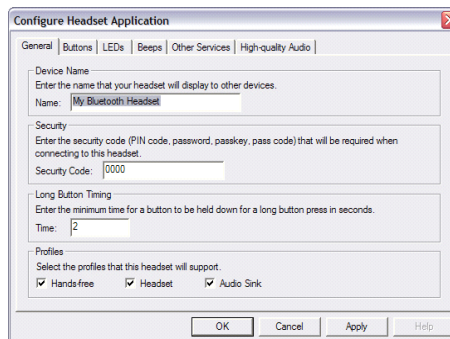 Configure Headset Application
General Buttons LEDs Beeps Other Services High-quality Audio
Device Name
Enter the name that your headset will display to other devices.
Name: My Bluetooth Headset
Security
Enter the security code (PIN code, password, passkey, pass code) that will be required when
connecting to this headset.
Security Code: 0000
Long Button Timing
Enter the minimum time for a button to be held down for a long button press in seconds.
Time: 2
Profiles
Select the profiles that this headset will support.
Hands-free Headset Audio Sink
OK Cancel Apply Help